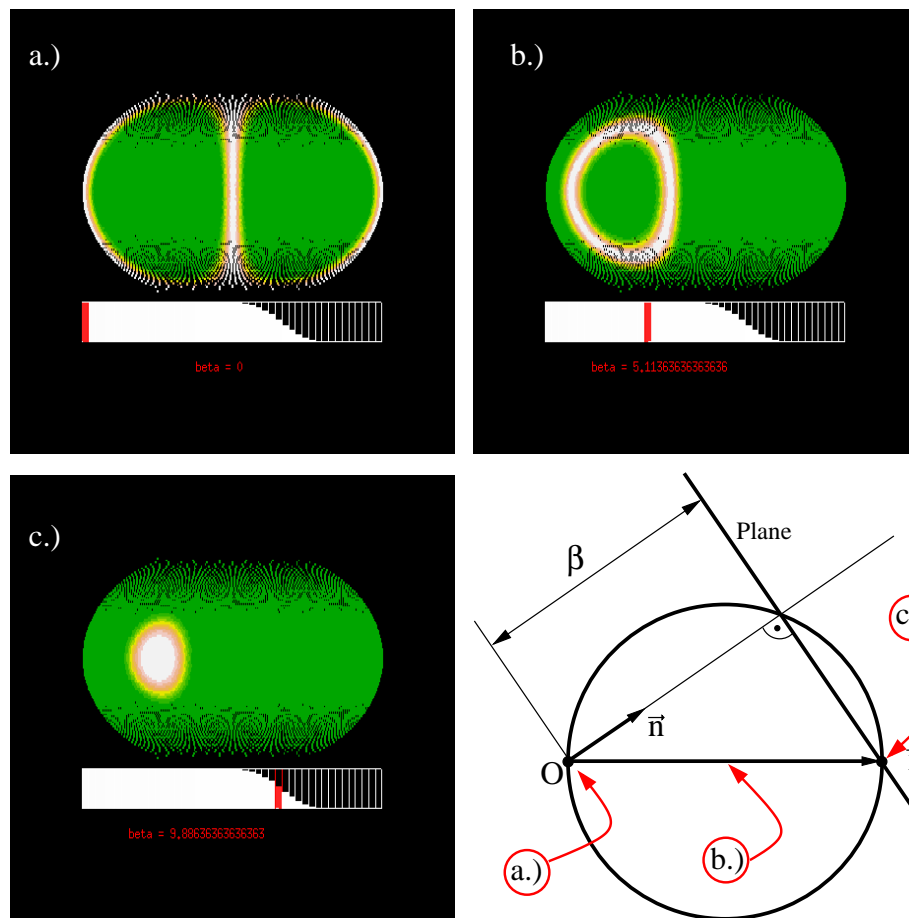 a.)
beta = 0
b.)
beta = 5.11363636363636
c.)
beta = 9.88636363636363
Plane
β
c
n
O
a.)
b.)